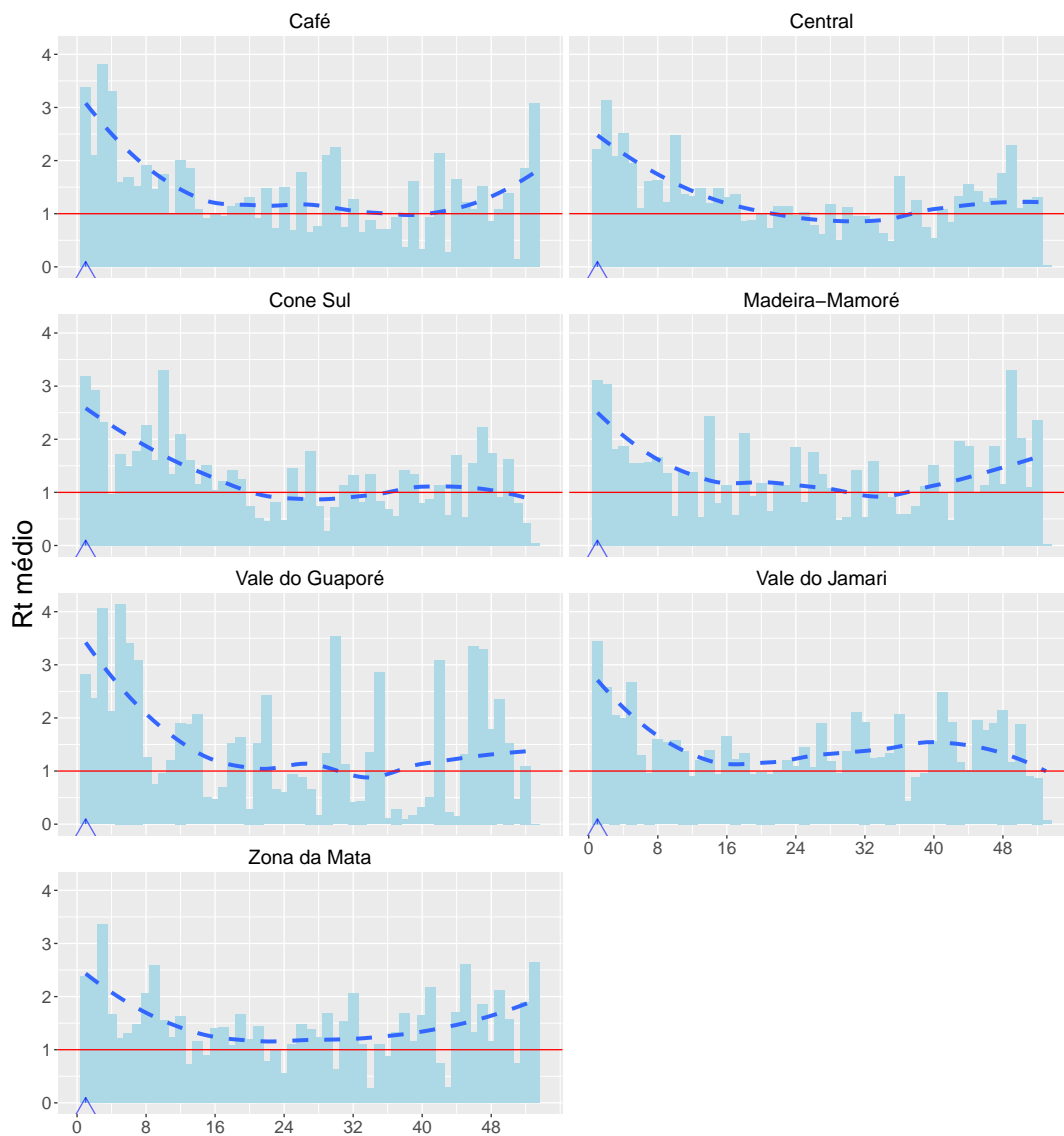 Café
Central
4
3
2
1
0
Cone Sul
Madeira−Mamoré
4
3
2
1
0
Rt médio
Vale do Guaporé
Vale do Jamari
4
3
2
1
0
0 8 16 24 32 40 48
Zona da Mata
4
3
2
1
0
0 8 16 24 32 40 48